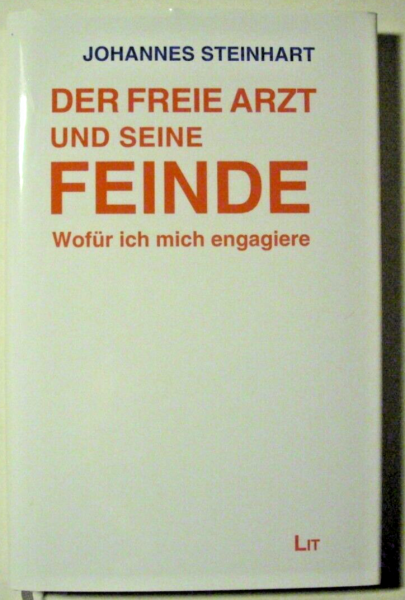 JOHANNES STEINHART
DER FREIE ARZT
UND SEINE
FEINDE
Wofür ich mich engagiere
LIT